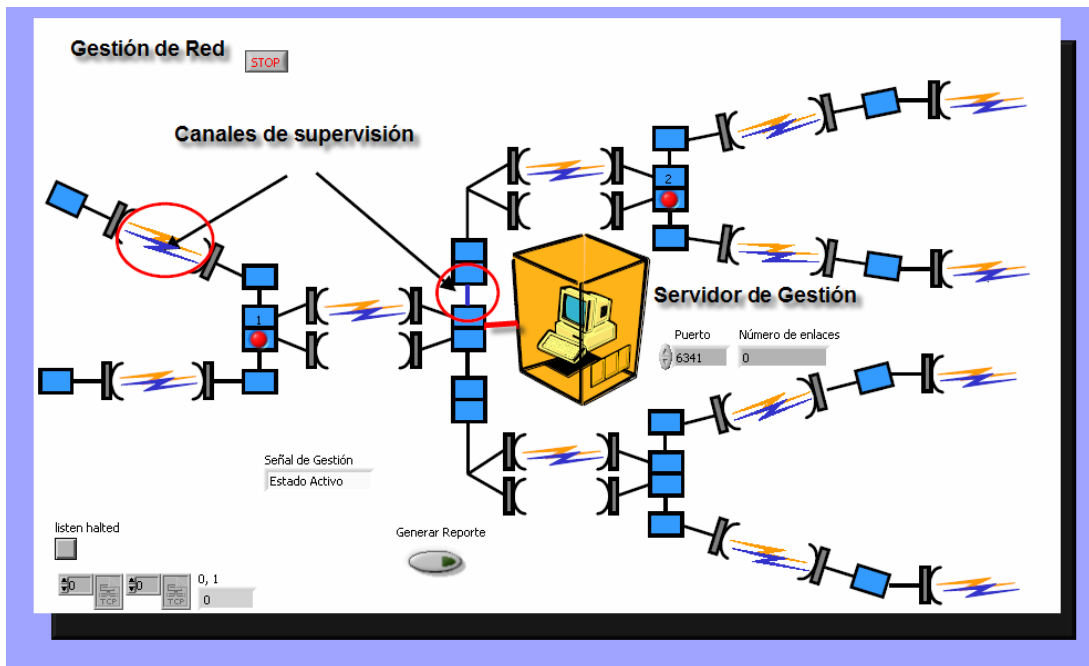 Gestión de Red
STOP
Canales de supervisión
2
Servidor de Gestión
Puerto
Número de enlaces
6341
0
1
Señal de Gestión
Estado Activo
Generar Reporte
listen halted
0
TCP
0
TCP
0, 1
0